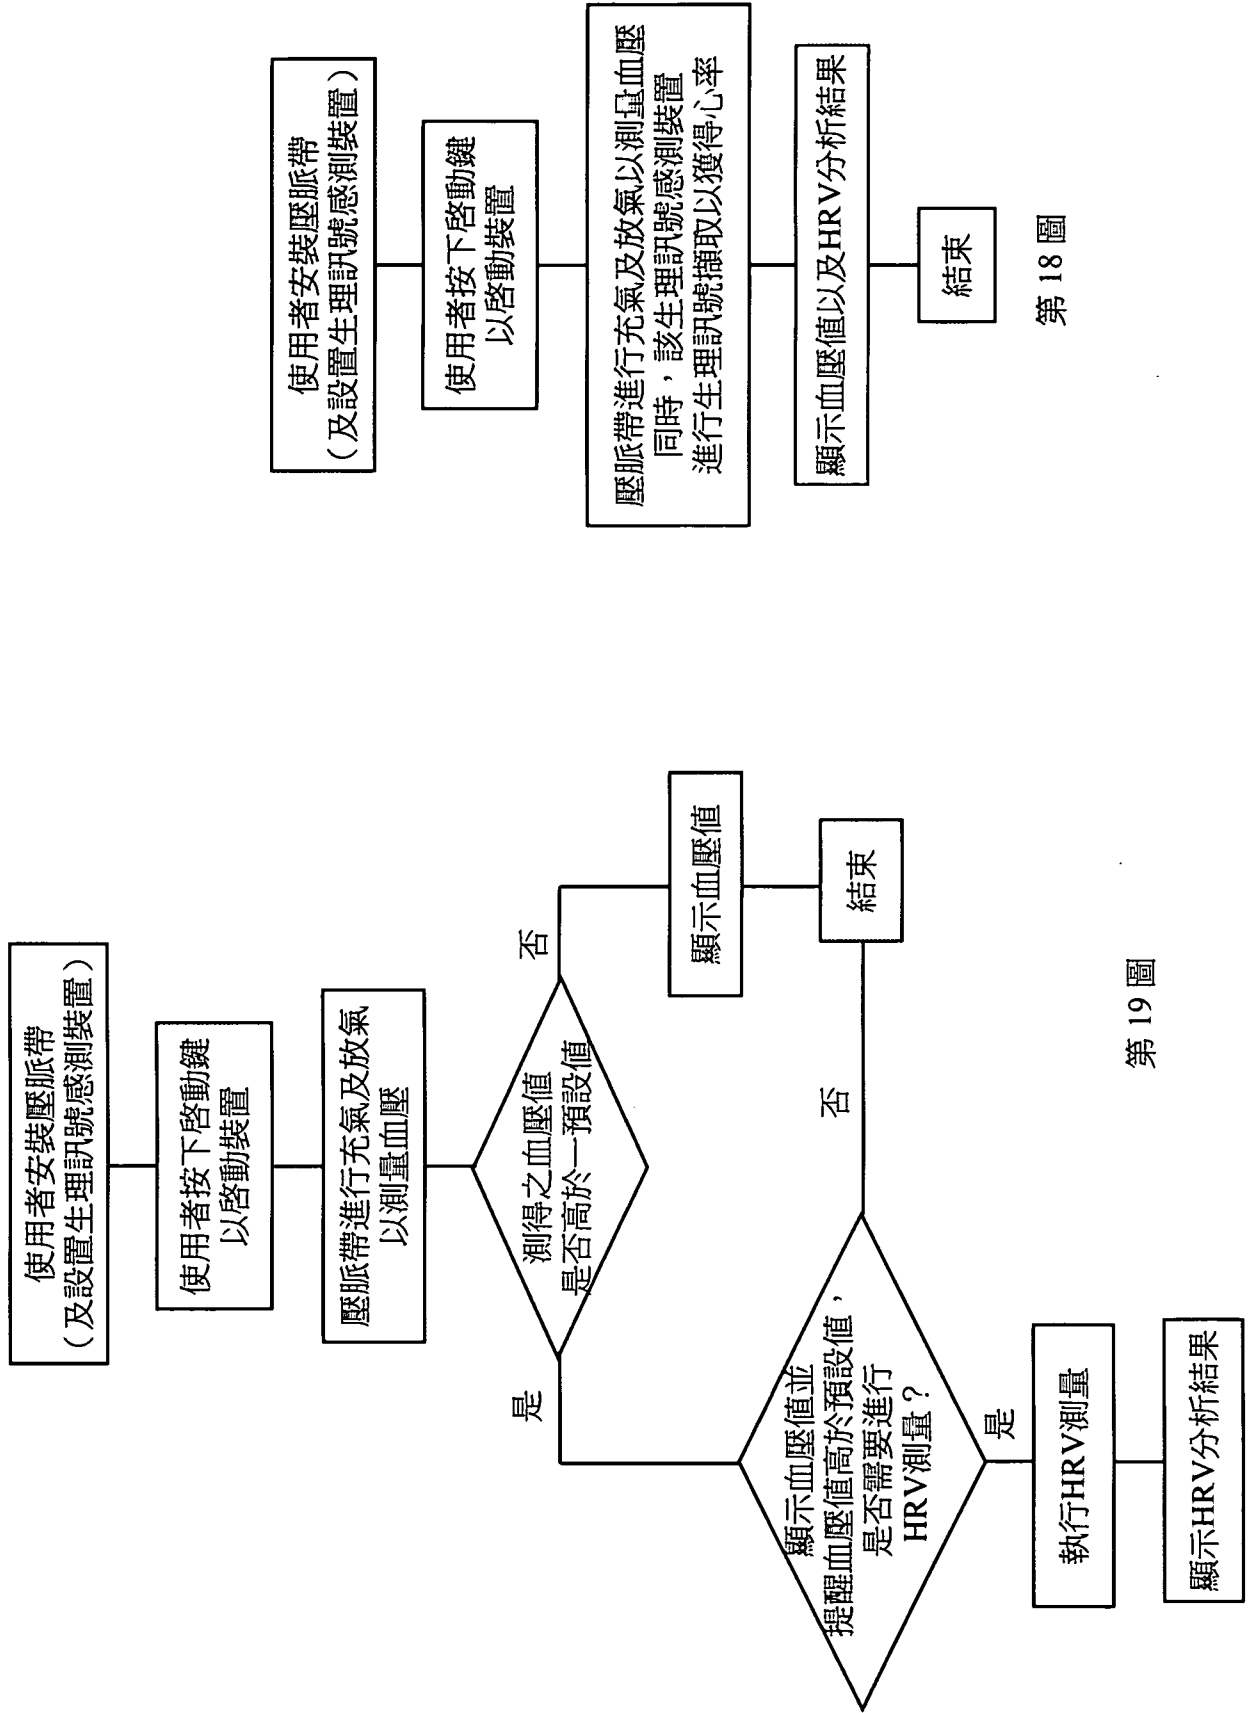 使用者安裝壓脈帶
（及設置生理訊號感測裝置）
使用者按下啓動鍵
以啓動裝置
壓脈帶進行充氣及放氣以測量血壓
同時，該生理訊號感測裝置
進行生理訊號擷取以獲得心率
顯示血壓值以及HRV分析結果
結束
第 18 圖
使用者安裝壓脈帶
（及設置生理訊號感測裝置）
使用者按下啓動鍵
以啓動裝置
壓脈帶進行充氣及放氣
以測量血壓
測得之血壓值
是否高於一預設值
否
顯示血壓值
結束
是
顯示血壓值並
提醒血壓值高於預設值，
是否需要進行
HRV測量？
否
是
執行HRV測量
顯示HRV分析結果
第 19 圖